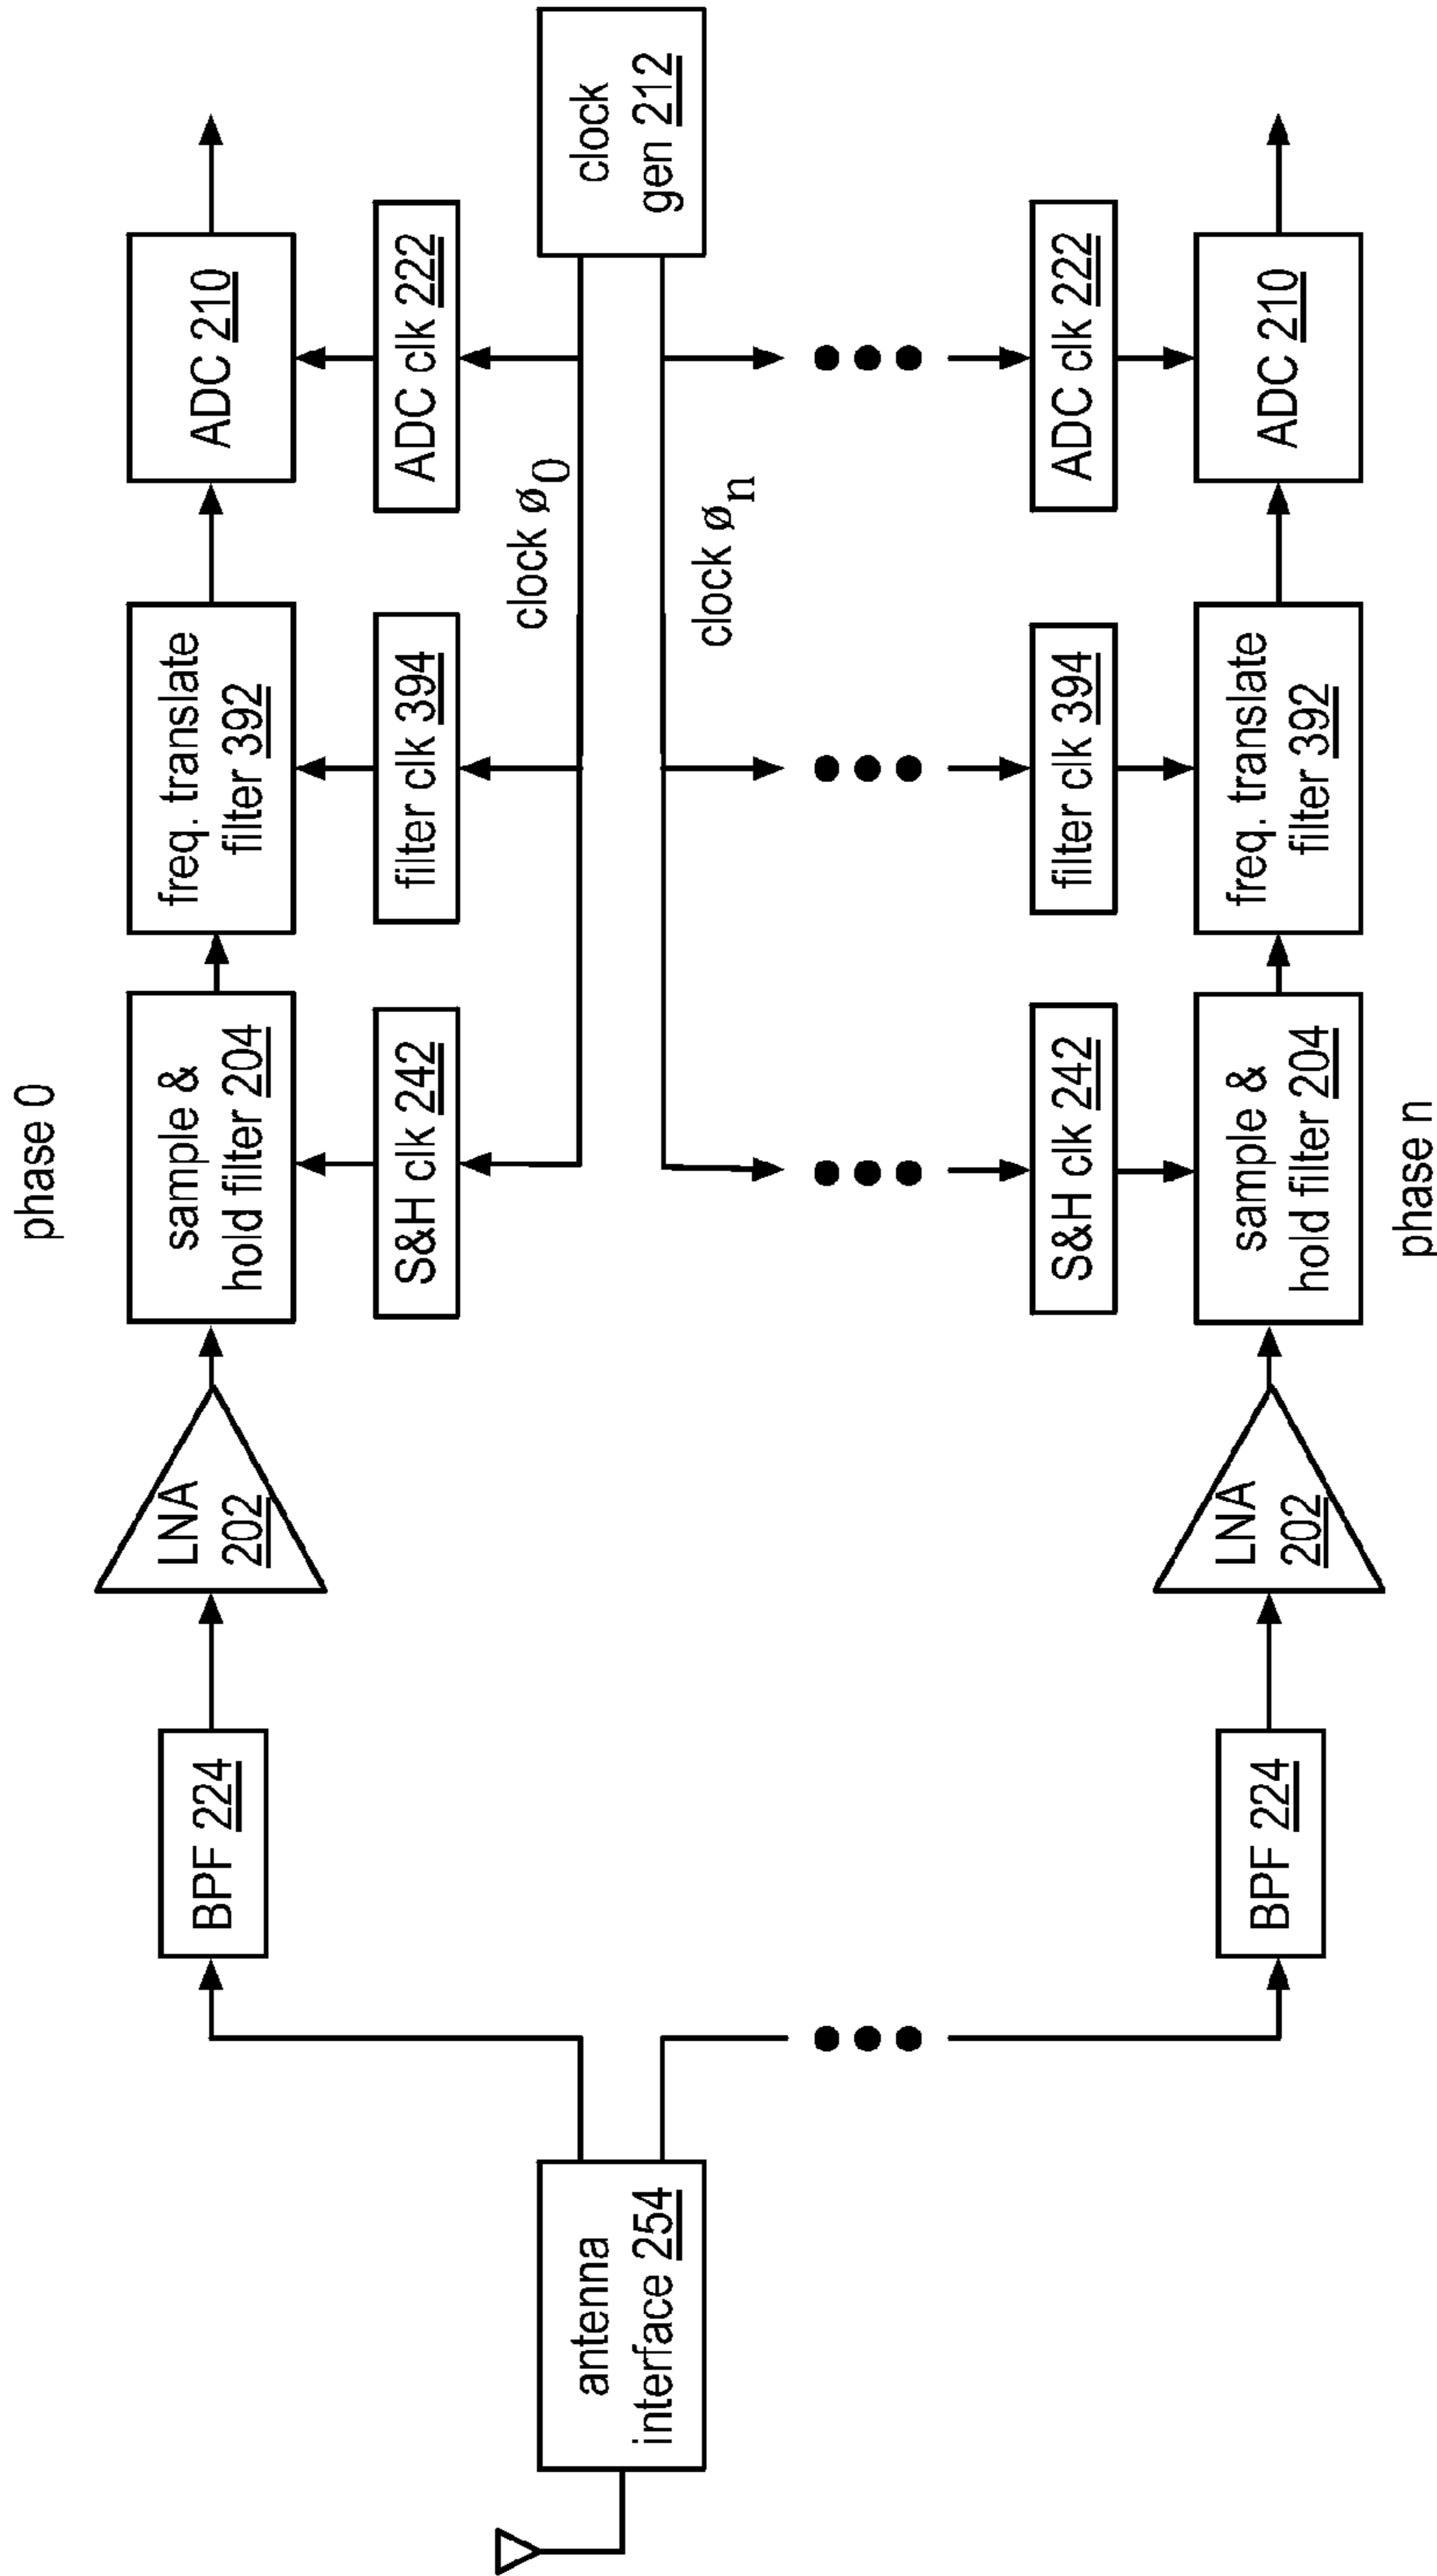 phase 0
antenna
interface 254
BPF 224
LNA
202
sample &
hold filter 204
freq. translate
filter 392
ADC 210
S&H clk 242
filter clk 394
ADC clk 222
clock ø0
clock
gen 212
clock øn
S&H clk 242
filter clk 394
ADC clk 222
BPF 224
LNA
202
sample &
hold filter 204
freq. translate
filter 392
ADC 210
phase n